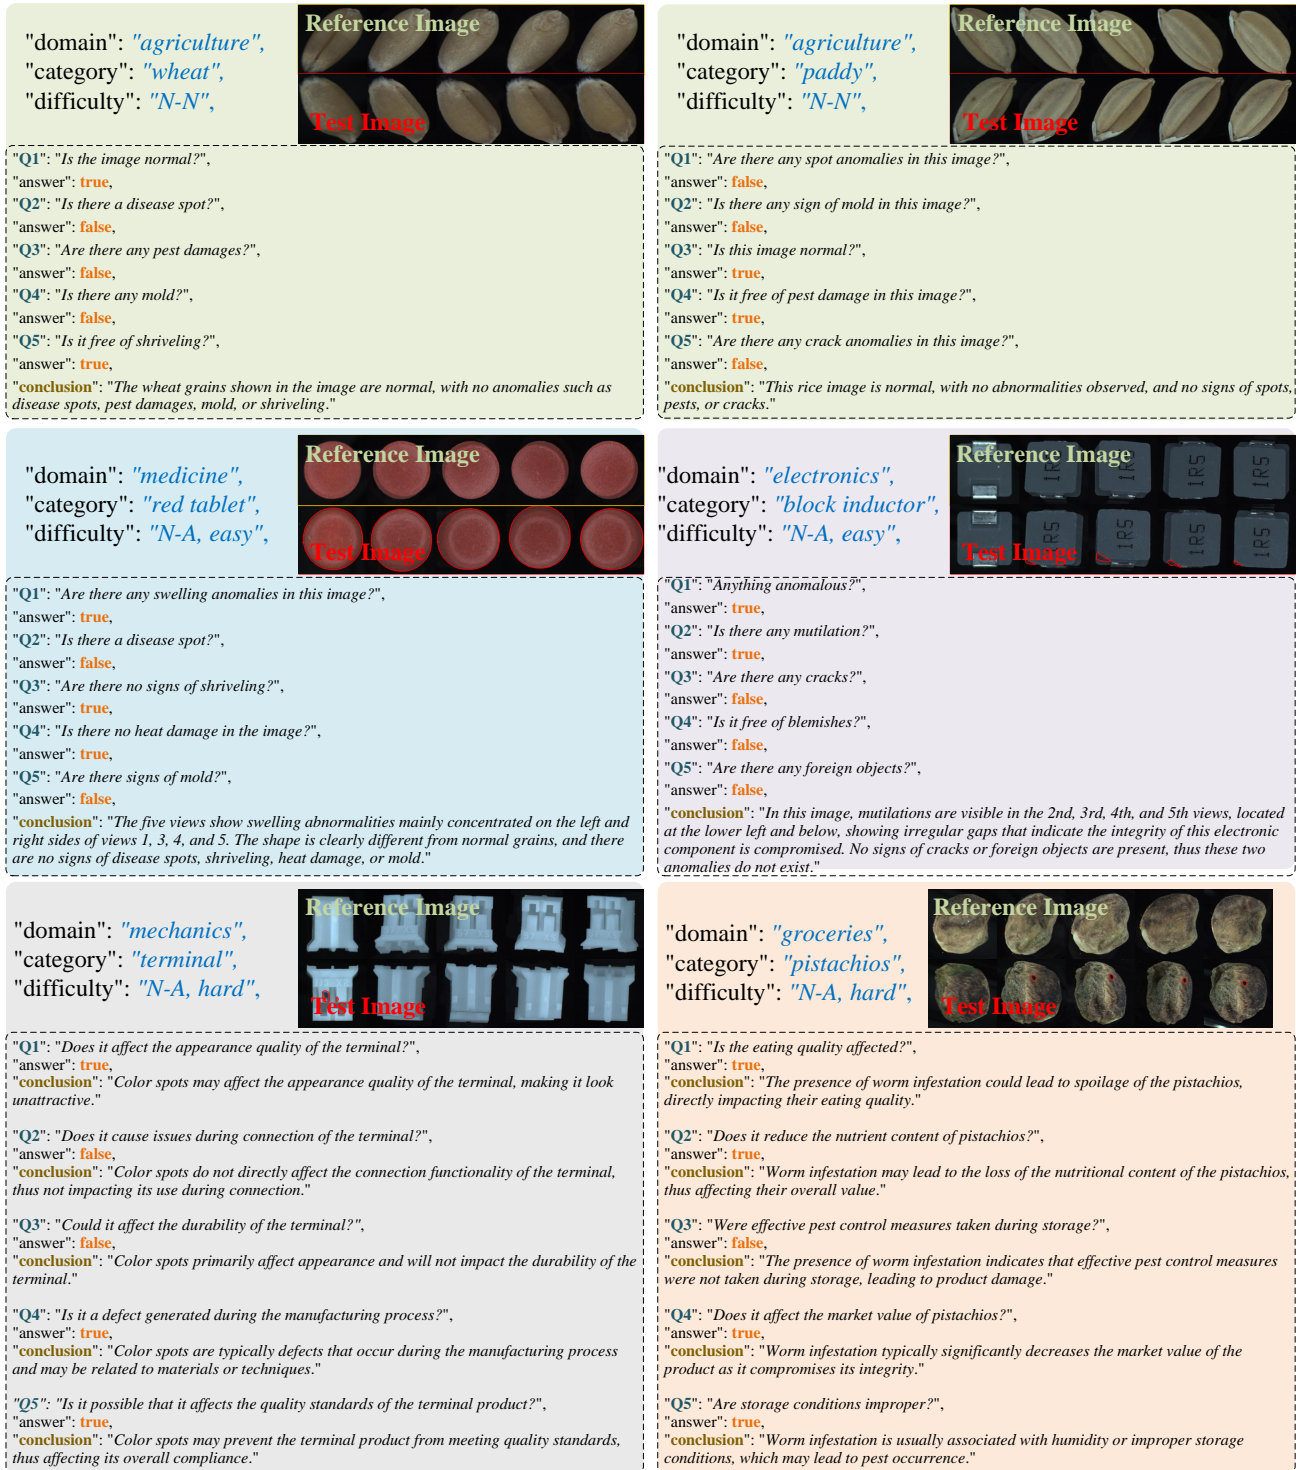 "domain": "agriculture",
"category": "wheat",
"difficulty": "N-N",
Reference Image
Test Image
"Q1": "Is the image normal?",
"answer": true,
"Q2": "Is there a disease spot?",
"answer": false,
"Q3": "Are there any pest damages?",
"answer": false,
"Q4": "Is there any mold?",
"answer": false,
"Q5": "Is it free of shriveling?",
"answer": true,
"conclusion": "The wheat grains shown in the image are normal, with no anomalies such as
disease spots, pest damages, mold, or shriveling."
"domain": "agriculture",
"category": "paddy",
"difficulty": "N-N",
Reference Image
Test Image
"Q1": "Are there any spot anomalies in this image?",
"answer": false,
"Q2": "Is there any sign of mold in this image?",
"answer": false,
"Q3": "Is this image normal?",
"answer": true,
"Q4": "Is it free of pest damage in this image?",
"answer": true,
"Q5": "Are there any crack anomalies in this image?",
"answer": false,
"conclusion": "This rice image is normal, with no abnormalities observed, and no signs of spots,
pests, or cracks."
"domain": "medicine",
"category": "red tablet",
"difficulty": "N-A, easy",
Reference Image
Test Image
"Q1": "Are there any swelling anomalies in this image?",
"answer": true,
"Q2": "Is there a disease spot?",
"answer": false,
"Q3": "Are there no signs of shriveling?",
"answer": true,
"Q4": "Is there no heat damage in the image?",
"answer": true,
"Q5": "Are there signs of mold?",
"answer": false,
"conclusion": "The five views show swelling abnormalities mainly concentrated on the left and
right sides of views 1, 3, 4, and 5. The shape is clearly different from normal grains, and there
are no signs of disease spots, shriveling, heat damage, or mold."
"domain": "electronics",
"category": "block inductor",
"difficulty": "N-A, easy",
Reference Image
1R5 1R5 1R5 1R5
Test Image
1R5 1R5 1R5 1R5
"Q1": "Anything anomalous?",
"answer": true,
"Q2": "Is there any mutilation?",
"answer": true,
"Q3": "Are there any cracks?",
"answer": false,
"Q4": "Is it free of blemishes?",
"answer": false,
"Q5": "Are there any foreign objects?",
"answer": false,
"conclusion": "In this image, mutilations are visible in the 2nd, 3rd, 4th, and 5th views, located
at the lower left and below, showing irregular gaps that indicate the integrity of this electronic
component is compromised. No signs of cracks or foreign objects are present, thus these two
anomalies do not exist."
"domain": "mechanics",
"category": "terminal",
"difficulty": "N-A, hard",
Reference Image
Test Image
"Q1": "Does it affect the appearance quality of the terminal?",
"answer": true,
"conclusion": "Color spots may affect the appearance quality of the terminal, making it look
unattractive."
"Q2": "Does it cause issues during connection of the terminal?",
"answer": false,
"conclusion": "Color spots do not directly affect the connection functionality of the terminal,
thus not impacting its use during connection."
"Q3": "Could it affect the durability of the terminal?",
"answer": false,
"conclusion": "Color spots primarily affect appearance and will not impact the durability of the
terminal."
"Q4": "Is it a defect generated during the manufacturing process?",
"answer": true,
"conclusion": "Color spots are typically defects that occur during the manufacturing process
and may be related to materials or techniques."
"Q5": "Is it possible that it affects the quality standards of the terminal product?",
"answer": true,
"conclusion": "Color spots may prevent the terminal product from meeting quality standards,
thus affecting its overall compliance."
"domain": "groceries",
"category": "pistachios",
"difficulty": "N-A, hard",
Reference Image
Test Image
"Q1": "Is the eating quality affected?",
"answer": true,
"conclusion": "The presence of worm infestation could lead to spoilage of the pistachios,
directly impacting their eating quality."
"Q2": "Does it reduce the nutrient content of pistachios?",
"answer": true,
"conclusion": "Worm infestation may lead to the loss of the nutritional content of the pistachios,
thus affecting their overall value."
"Q3": "Were effective pest control measures taken during storage?",
"answer": false,
"conclusion": "The presence of worm infestation indicates that effective pest control measures
were not taken during storage, leading to product damage."
"Q4": "Does it affect the market value of pistachios?",
"answer": true,
"conclusion": "Worm infestation typically significantly decreases the market value of the
product as it compromises its integrity."
"Q5": "Are storage conditions improper?",
"answer": true,
"conclusion": "Worm infestation is usually associated with humidity or improper storage
conditions, which may lead to pest occurrence."